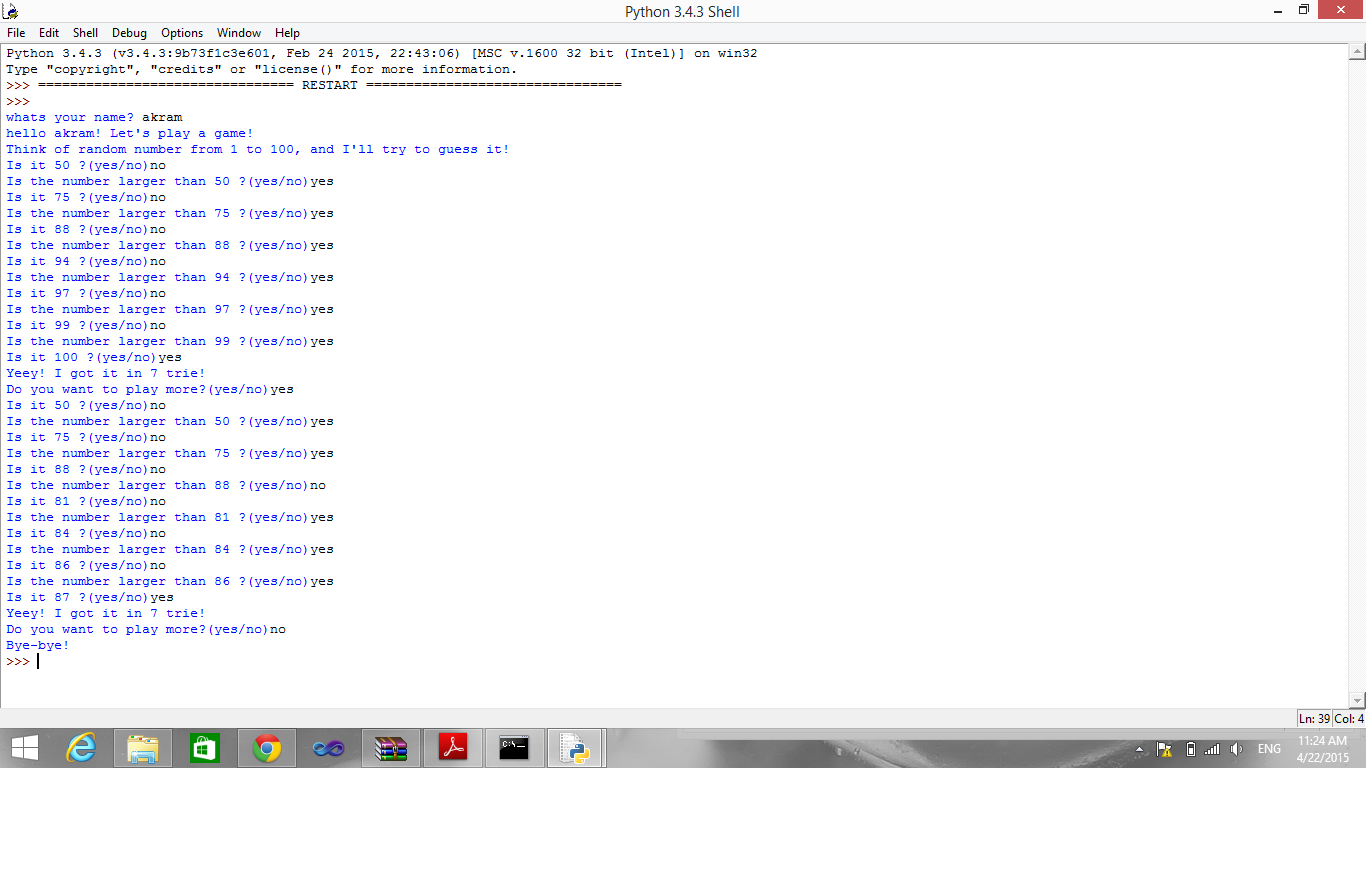 Python 3.4.3 Shell
File Edit Shell Debug Options Window Help
Python 3.4.3 (v3.4.3:9b73f1c3e601, Feb 24 2015, 22:43:06) [MSC v.1600 32 bit (Intel)] on win32
Type "copyright", "credits" or "license()" for more information.
>>> ================================ RESTART ================================
>>>
whats your name? akram
hello akram! Let's play a game!
Think of random number from 1 to 100, and I'll try to guess it!
Is it 50 ?(yes/no)no
Is the number larger than 50 ?(yes/no)yes
Is it 75 ?(yes/no)no
Is the number larger than 75 ?(yes/no)yes
Is it 88 ?(yes/no)no
Is the number larger than 88 ?(yes/no)yes
Is it 94 ?(yes/no)no
Is the number larger than 94 ?(yes/no)yes
Is it 97 ?(yes/no)no
Is the number larger than 97 ?(yes/no)yes
Is it 99 ?(yes/no)no
Is the number larger than 99 ?(yes/no)yes
Is it 100 ?(yes/no)yes
Yeey! I got it in 7 trie!
Do you want to play more?(yes/no)yes
Is it 50 ?(yes/no)no
Is the number larger than 50 ?(yes/no)yes
Is it 75 ?(yes/no)no
Is the number larger than 75 ?(yes/no)yes
Is it 88 ?(yes/no)no
Is the number larger than 88 ?(yes/no)no
Is it 81 ?(yes/no)no
Is the number larger than 81 ?(yes/no)yes
Is it 84 ?(yes/no)no
Is the number larger than 84 ?(yes/no)yes
Is it 86 ?(yes/no)no
Is the number larger than 86 ?(yes/no)yes
Is it 87 ?(yes/no)yes
Yeey! I got it in 7 trie!
Do you want to play more?(yes/no)no
Bye-bye!
>>>
Ln: 39 Col: 4
C:\
ENG
11:24 AM
4/22/2015